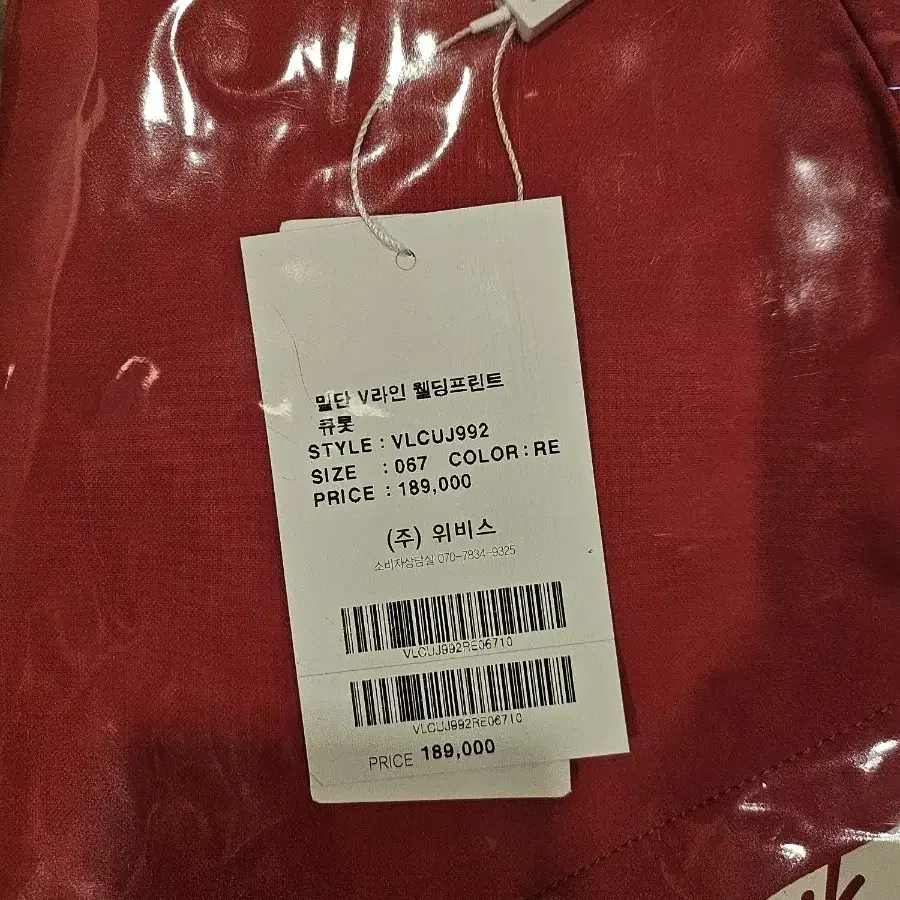 밑단 V라인 웰딩프린트
큐롯
STYLE : VLCUJ992
SIZE : 067 COLOR : RE
PRICE : 189,000
(주) 위비스
소비자상담실 070-7834-9325
VLCUJ992RE06710
VLCUJ992RE06710
PRICE 189,000